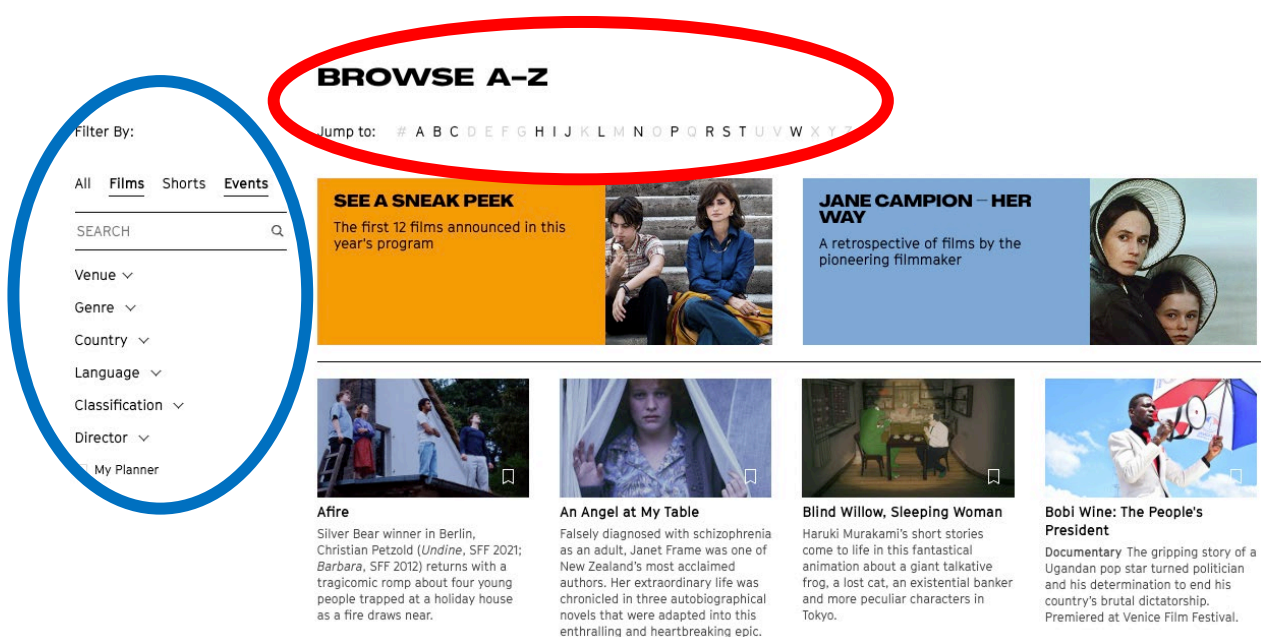 BROWSE A–Z
Jump to: # A B C D E F G H I J K L M N O P Q R S T U V W X Y Z
Filter By:
All Films Shorts Events
SEARCH
Venue
Genre
Country
Language
Classification
Director
My Planner
SEE A SNEAK PEEK
The first 12 films announced in this
year's program
JANE CAMPION – HER
WAY
A retrospective of films by the
pioneering filmmaker
Afire
Silver Bear winner in Berlin,
Christian Petzold (Undine, SFF 2021;
Barbara, SFF 2012) returns with a
tragicomic romp about four young
people trapped at a holiday house
as a fire draws near.
An Angel at My Table
Falsely diagnosed with schizophrenia
as an adult, Janet Frame was one of
New Zealand's most acclaimed
authors. Her extraordinary life was
chronicled in three autobiographical
novels that were adapted into this
enthralling and heartbreaking epic.
Blind Willow, Sleeping Woman
Haruki Murakami's short stories
come to life in this fantastical
animation about a giant talkative
frog, a lost cat, an existential banker
and more peculiar characters in
Tokyo.
Bobi Wine: The People's
President
Documentary The gripping story of a
Ugandan pop star turned politician
and his determination to end his
country's brutal dictatorship.
Premiered at Venice Film Festival.